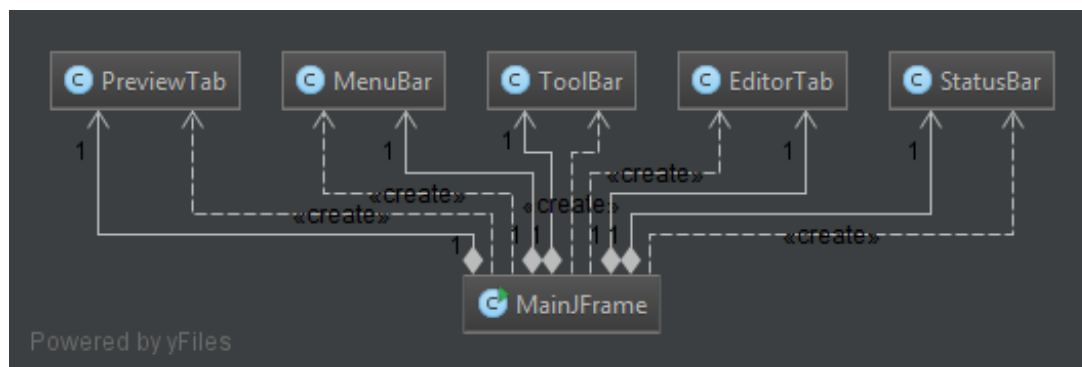 C PreviewTab
C MenuBar
C ToolBar
C EditorTab
C StatusBar
1
1
1
1
1
«create»
«create»
«create»
«create»
«create»
1
1
1
1
1
C MainJFrame
Powered by yFiles